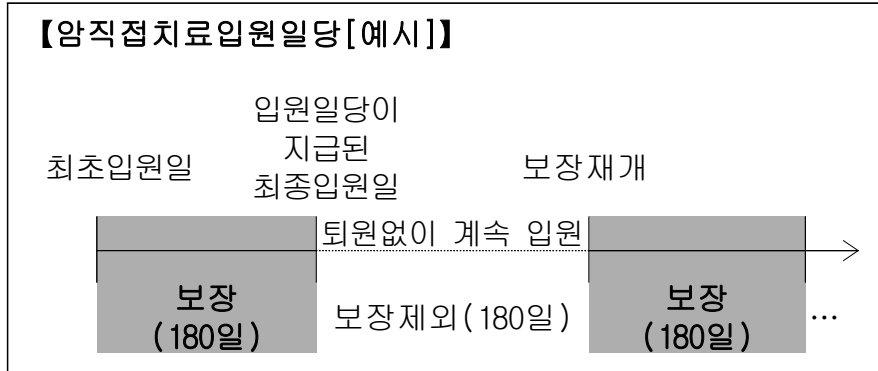 【암직접치료입원일당[예시]】
입원일당이
지급된
최초입원일
최종입원일
보장재개
퇴원없이 계속 입원
보장
(180일)
보장제외(180일)
보장
(180일)
…